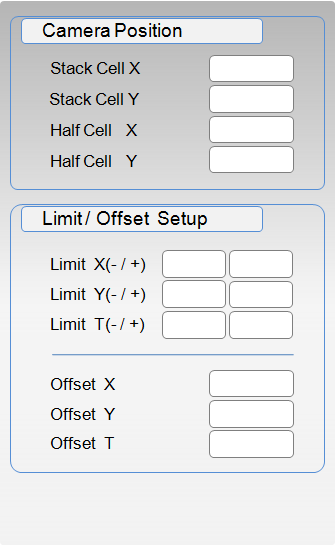 Camera Position
Stack Cell X
Stack Cell Y
Half Cell X
Half Cell Y
Limit / Offset Setup
Limit X(- / +)
Limit Y(- / +)
Limit T(- / +)
Offset X
Offset Y
Offset T